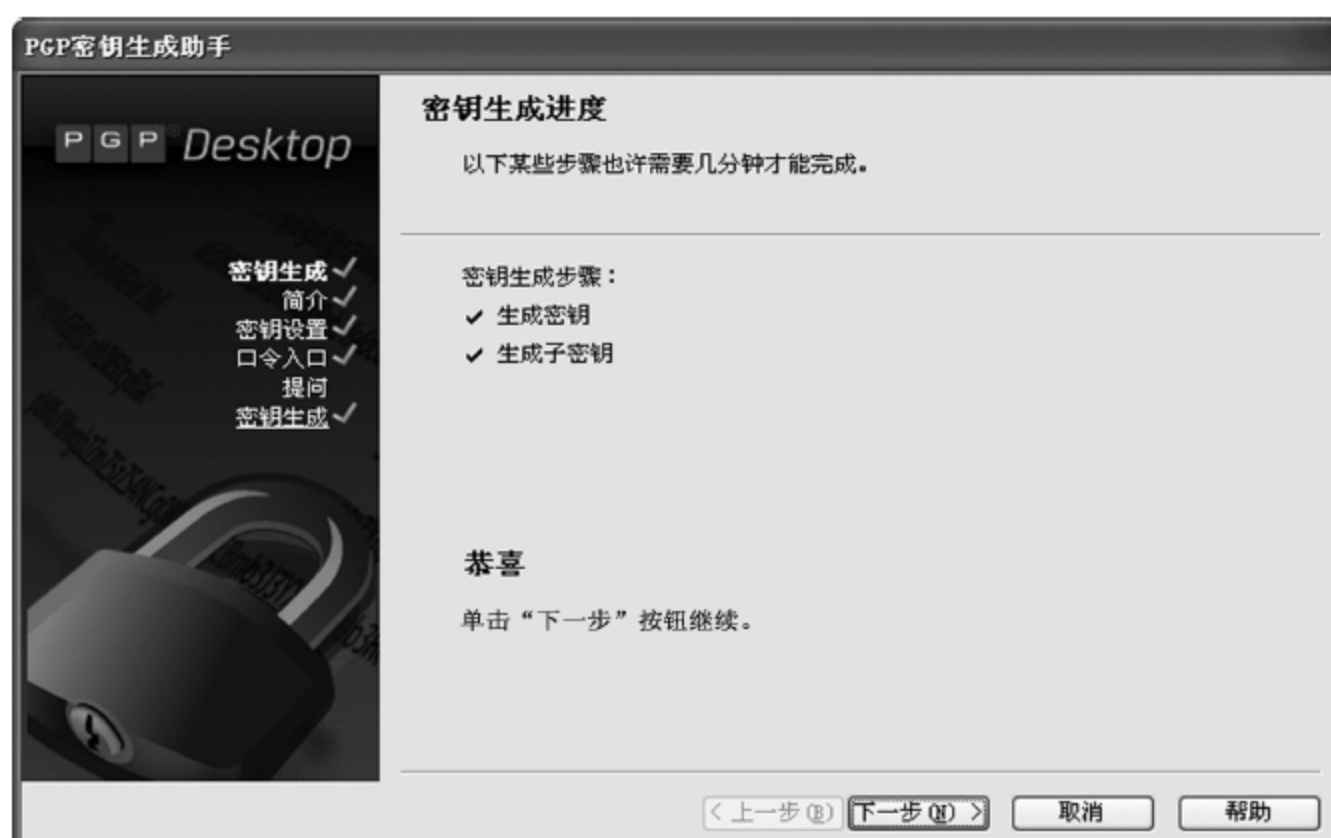 PGP密钥生成助手
PGP® Desktop
密钥生成
简介
密钥设置
口令入口
提问
密钥生成
密钥生成进度
以下某些步骤也许需要几分钟才能完成。
密钥生成步骤：
生成密钥
生成子密钥
恭喜
单击“下一步”按钮继续。
< 上一步(B) 下一步(N) > 取消 帮助